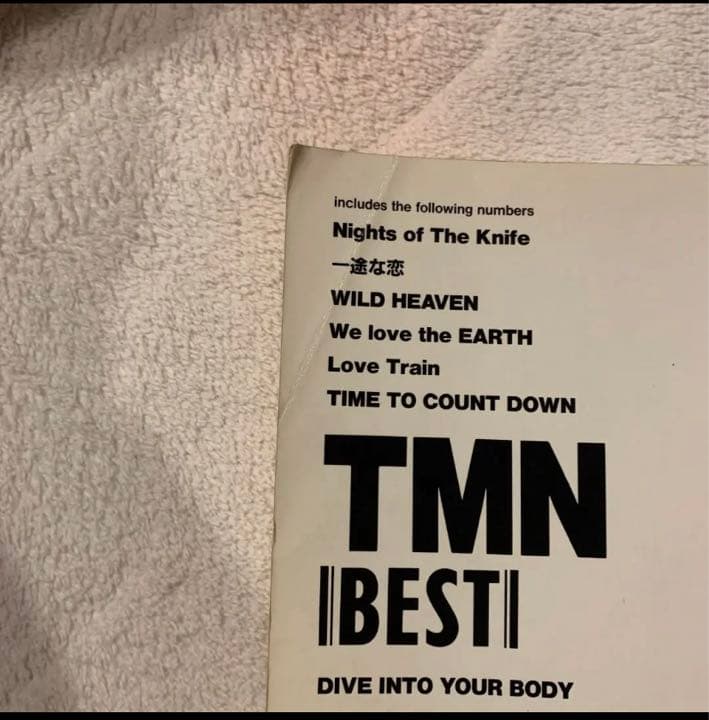 includes the following numbers
Nights of The Knife
一途な恋
WILD HEAVEN
We love the EARTH
Love Train
TIME TO COUNT DOWN
TMN
BEST
DIVE INTO YOUR BODY